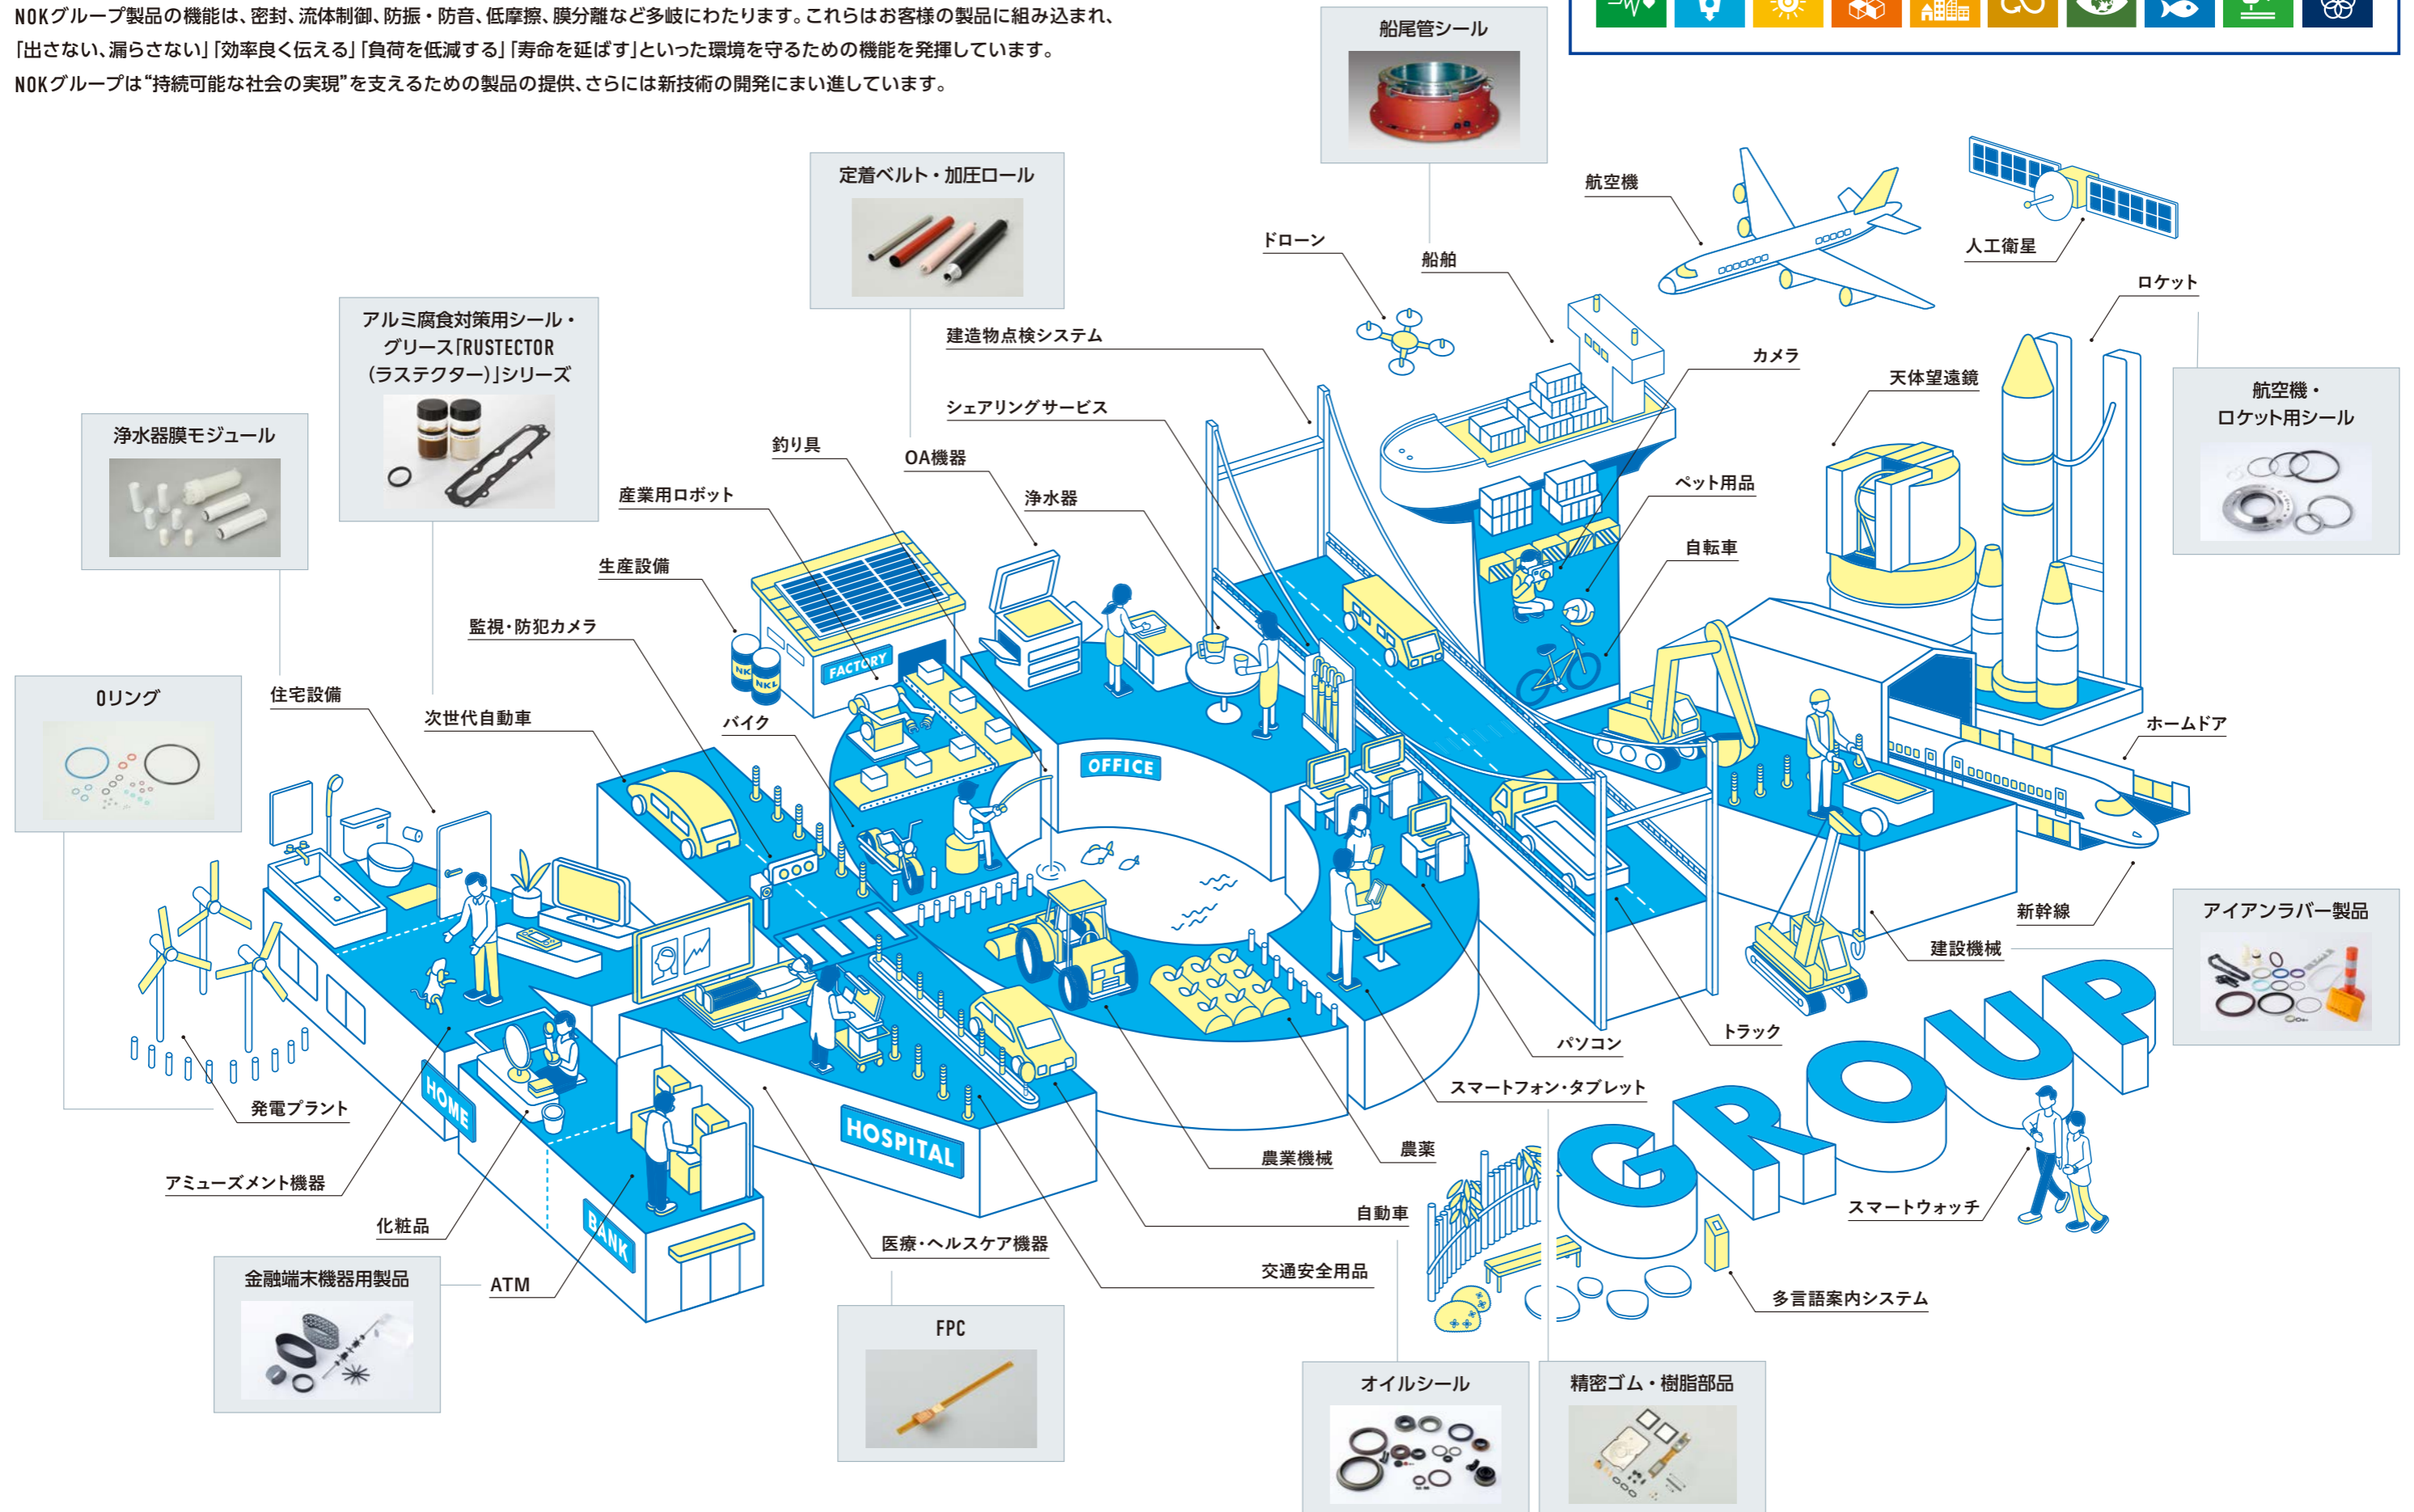 NOKグループ製品の機能は、密封、流体制御、防振・防音、低摩擦、膜分離など多岐にわたります。これらはお客様の製品に組み込まれ、
「出さない、漏らさない」「効率良く伝える」「負荷を低減する」「寿命を延ばす」といった環境を守るための機能を発揮しています。
NOKグループは“持続可能な社会の実現”を支えるための製品の提供、さらには新技術の開発にまい進しています。
船尾管シール
定着ベルト・加圧ロール
航空機
ドローン
船舶
人工衛星
ロケット
アルミ腐食対策用シール・
グリース「RUSTECTOR
（ラステクター）」シリーズ
建造物点検システム
カメラ
天体望遠鏡
航空機・
ロケット用シール
シェアリングサービス
浄水器膜モジュール
釣り具
OA機器
産業用ロボット
浄水器
ペット用品
自転車
生産設備
監視・防犯カメラ
FACTORY
NKL
NKL
Oリング
住宅設備
次世代自動車
バイク
ホームドア
OFFICE
アイアンラバー製品
新幹線
建設機械
トラック
パソコン
スマートフォン・タブレット
発電プラント
HOME
HOSPITAL
農薬
農業機械
アミューズメント機器
化粧品
BANK
GROUP
スマートウォッチ
自動車
医療・ヘルスケア機器
交通安全用品
金融端末機器用製品
ATM
多言語案内システム
FPC
オイルシール
精密ゴム・樹脂部品